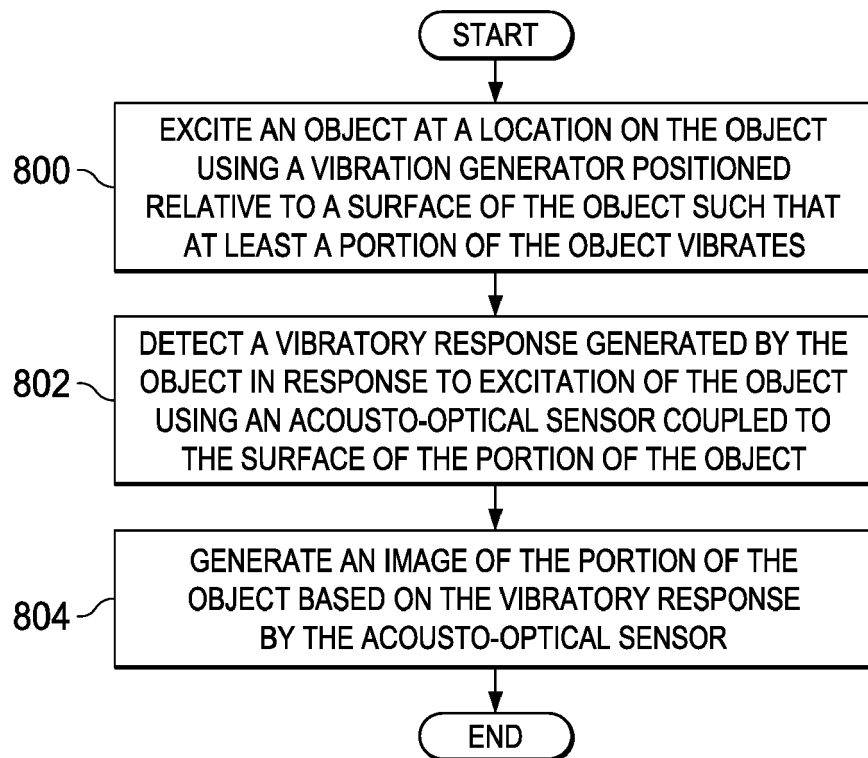 START
800
EXCITE AN OBJECT AT A LOCATION ON THE OBJECT
USING A VIBRATION GENERATOR POSITIONED
RELATIVE TO A SURFACE OF THE OBJECT SUCH THAT
AT LEAST A PORTION OF THE OBJECT VIBRATES
802
DETECT A VIBRATORY RESPONSE GENERATED BY THE
OBJECT IN RESPONSE TO EXCITATION OF THE OBJECT
USING AN ACOUSTO-OPTICAL SENSOR COUPLED TO
THE SURFACE OF THE PORTION OF THE OBJECT
804
GENERATE AN IMAGE OF THE PORTION OF THE
OBJECT BASED ON THE VIBRATORY RESPONSE
BY THE ACOUSTO-OPTICAL SENSOR
END